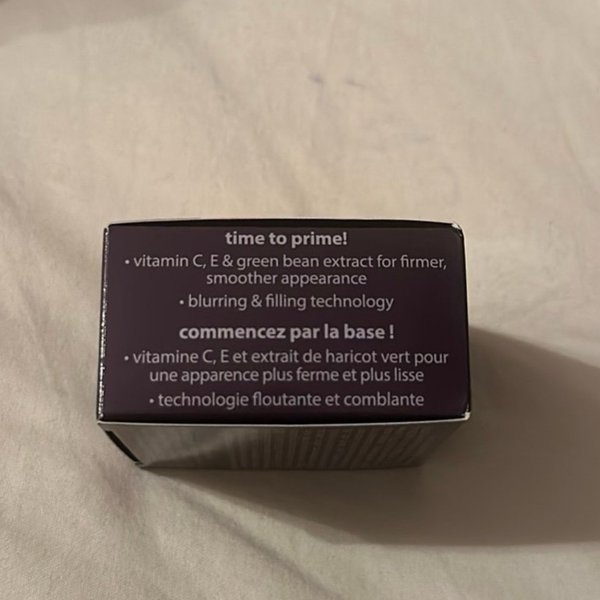 time to prime!
• vitamin C, E & green bean extract for firmer,
smoother appearance
• blurring & filling technology
commencez par la base !
• vitamine C, E et extrait de haricot vert pour
une apparence plus ferme et plus lisse
• technologie floutante et comblante